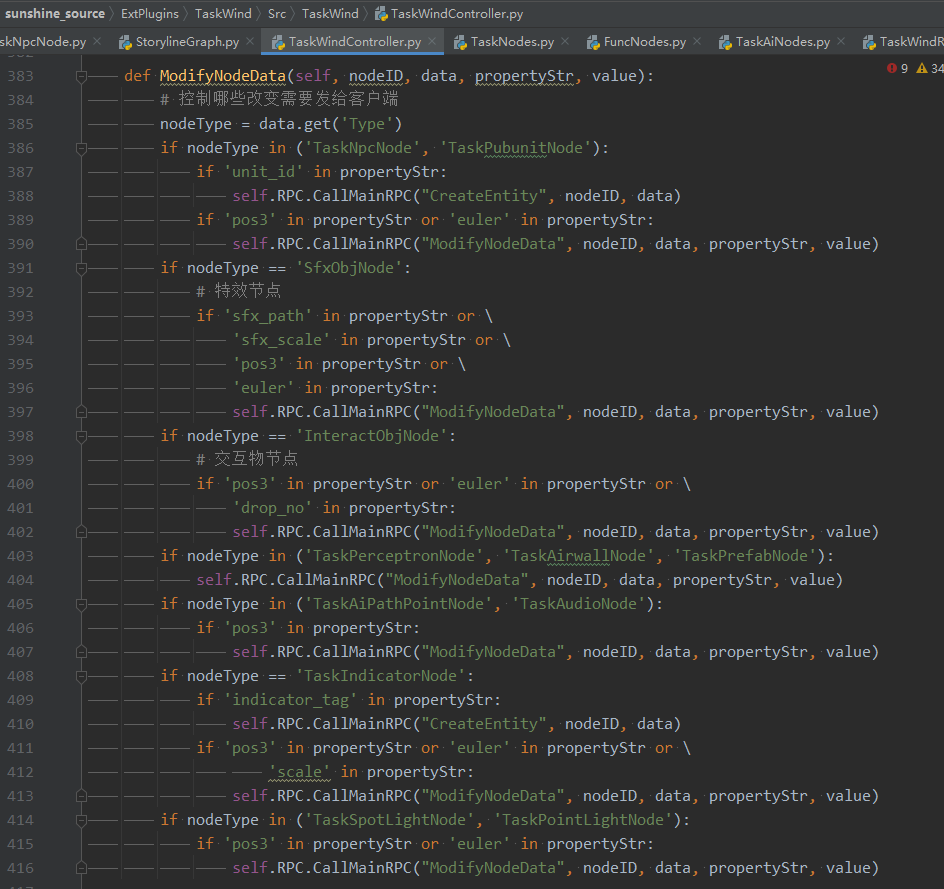 sunshine_source ExtPlugins TaskWind Src TaskWind TaskWindController.py
skNpcNode.py StorylineGraph.py TaskWindController.py TaskNodes.py FuncNodes.py TaskAiNodes.py TaskWindR
383 def ModifyNodeData(self, nodeID, data, propertyStr, value): 9 34
384 # 控制哪些改变需要发给客户端
385 nodeType = data.get('Type')
386 if nodeType in ('TaskNpcNode', 'TaskPubunitNode'):
387 if 'unit_id' in propertyStr:
388 self.RPC.CallMainRPC("CreateEntity", nodeID, data)
389 if 'pos3' in propertyStr or 'euler' in propertyStr:
390 self.RPC.CallMainRPC("ModifyNodeData", nodeID, data, propertyStr, value)
391 if nodeType == 'SfxObjNode':
392 # 特效节点
393 if 'sfx_path' in propertyStr or \
394 'sfx_scale' in propertyStr or \
395 'pos3' in propertyStr or \
396 'euler' in propertyStr:
397 self.RPC.CallMainRPC("ModifyNodeData", nodeID, data, propertyStr, value)
398 if nodeType == 'InteractObjNode':
399 # 交互物节点
400 if 'pos3' in propertyStr or 'euler' in propertyStr or \
401 'drop_no' in propertyStr:
402 self.RPC.CallMainRPC("ModifyNodeData", nodeID, data, propertyStr, value)
403 if nodeType in ('TaskPerceptronNode', 'TaskAirwallNode', 'TaskPrefabNode'):
404 self.RPC.CallMainRPC("ModifyNodeData", nodeID, data, propertyStr, value)
405 if nodeType in ('TaskAiPathPointNode', 'TaskAudioNode'):
406 if 'pos3' in propertyStr:
407 self.RPC.CallMainRPC("ModifyNodeData", nodeID, data, propertyStr, value)
408 if nodeType == 'TaskIndicatorNode':
409 if 'indicator_tag' in propertyStr:
410 self.RPC.CallMainRPC("CreateEntity", nodeID, data)
411 if 'pos3' in propertyStr or 'euler' in propertyStr or \
412 'scale' in propertyStr:
413 self.RPC.CallMainRPC("ModifyNodeData", nodeID, data, propertyStr, value)
414 if nodeType in ('TaskSpotLightNode', 'TaskPointLightNode'):
415 if 'pos3' in propertyStr or 'euler' in propertyStr:
416 self.RPC.CallMainRPC("ModifyNodeData", nodeID, data, propertyStr, value)